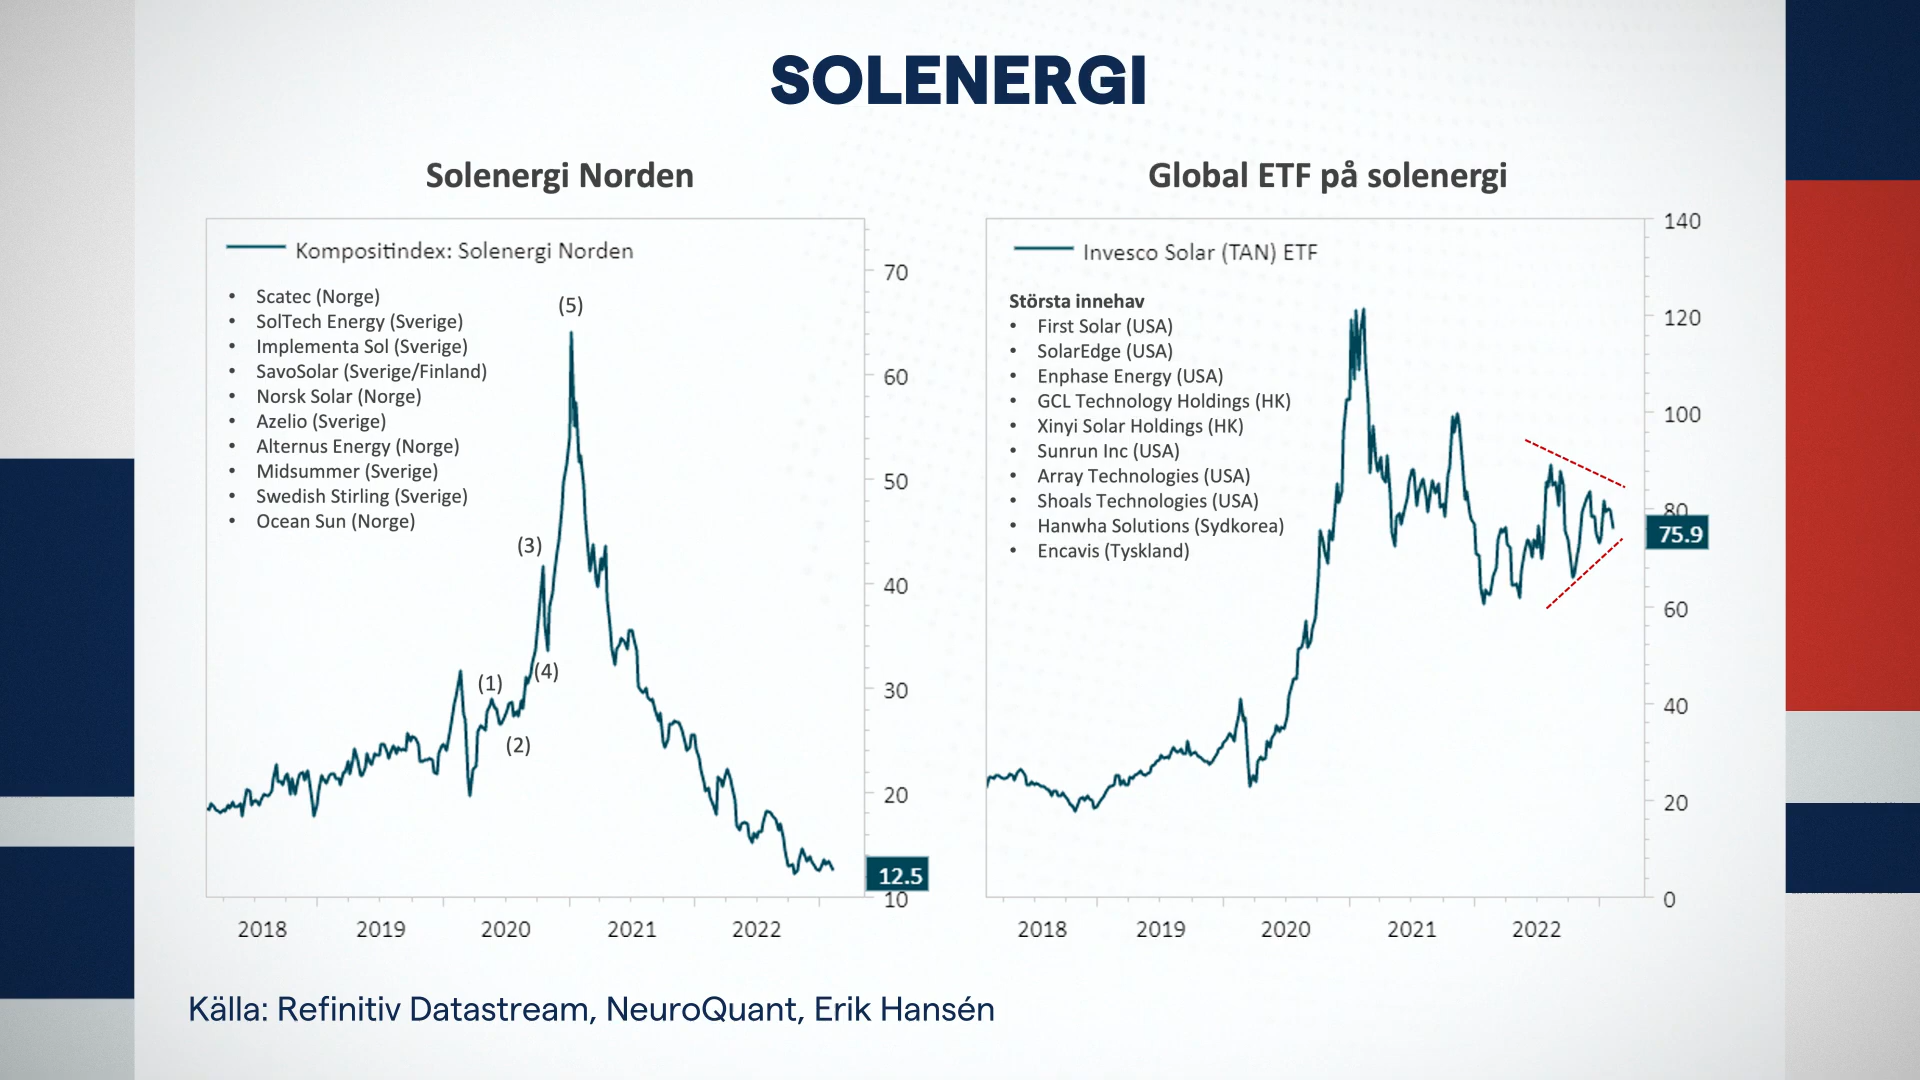 SOLENERGI
Solenergi Norden
Kompositindex: Solenergi Norden
• Scatec (Norge)
• SolTech Energy (Sverige)
• Implementa Sol (Sverige)
• SavoSolar (Sverige/Finland)
• Norsk Solar (Norge)
• Azelio (Sverige)
• Alternus Energy (Norge)
• Midsummer (Sverige)
• Swedish Stirling (Sverige)
• Ocean Sun (Norge)
(5)
(3)
(4)
(1)
(2)
70
60
50
40
30
20
12.5
10
2018 2019 2020 2021 2022
Global ETF på solenergi
Invesco Solar (TAN) ETF
Största innehav
• First Solar (USA)
• SolarEdge (USA)
• Enphase Energy (USA)
• GCL Technology Holdings (HK)
• Xinyi Solar Holdings (HK)
• Sunrun Inc (USA)
• Array Technologies (USA)
• Shoals Technologies (USA)
• Hanwha Solutions (Sydkorea)
• Encavis (Tyskland)
140
120
100
80
75.9
60
40
20
0
2018 2019 2020 2021 2022
Källa: Refinitiv Datastream, NeuroQuant, Erik Hansén